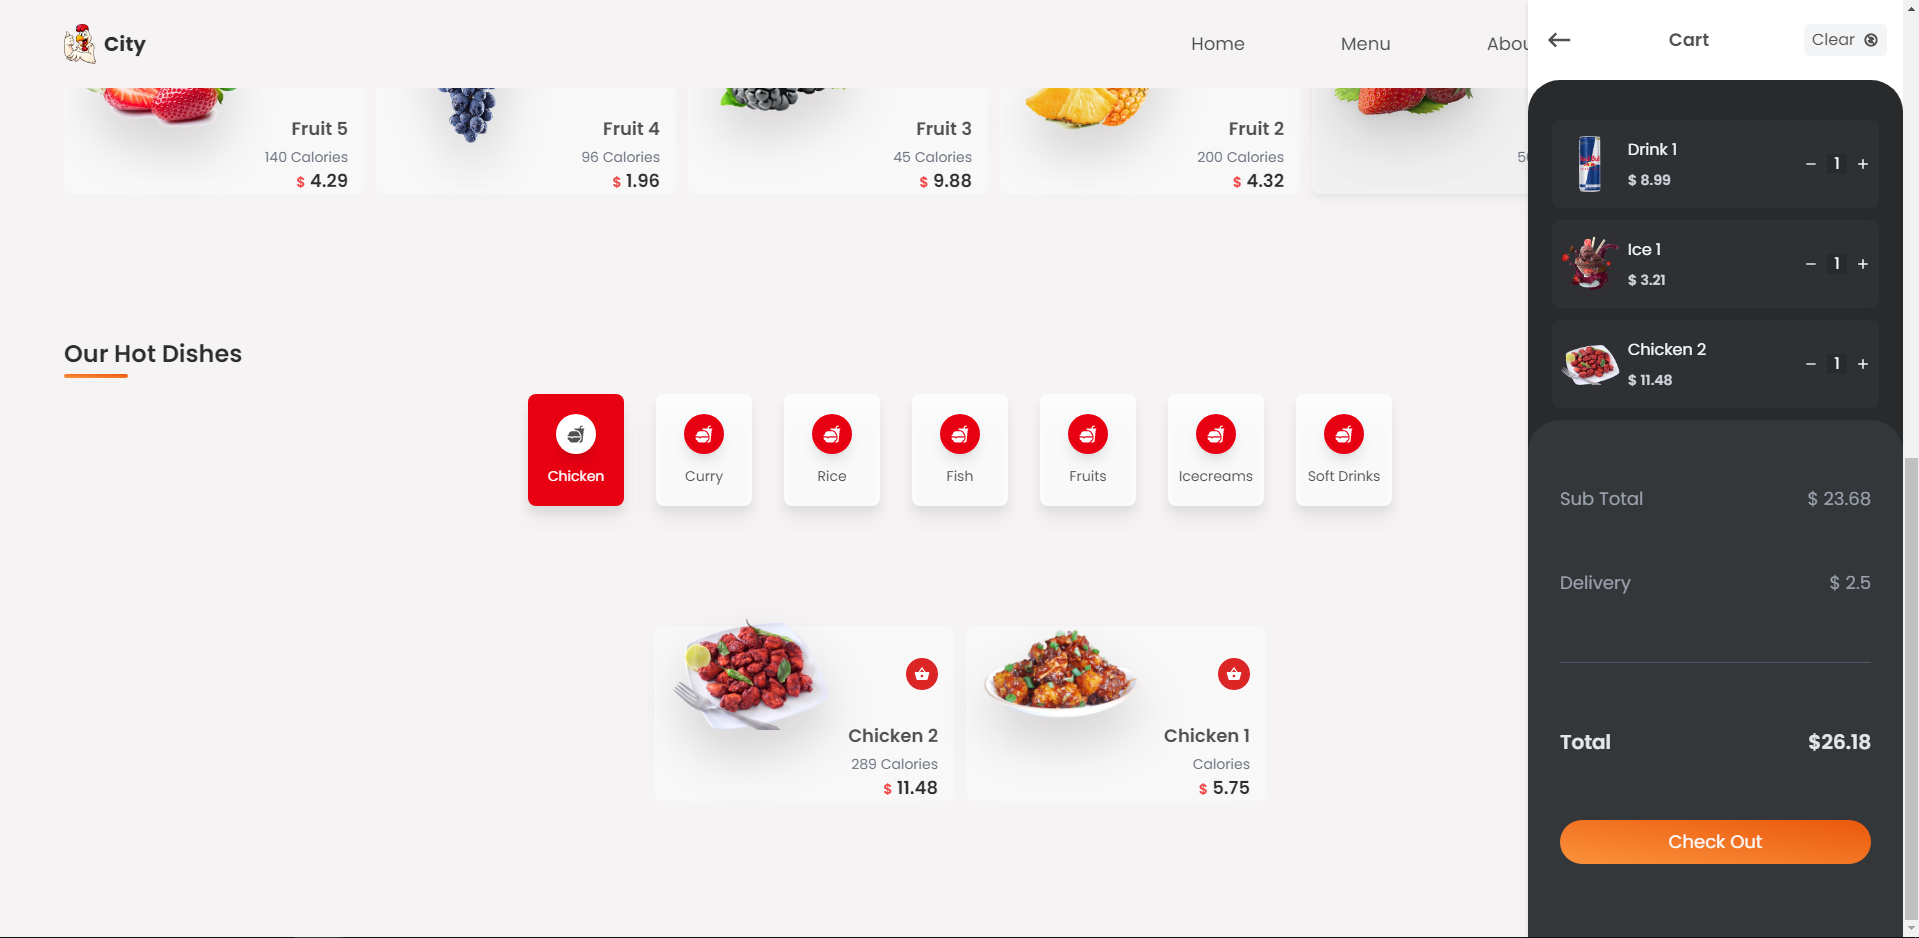 City
Home
Menu
Fruit 5
140 Calories
$ 4.29
Fruit 4
96 Calories
$ 1.96
Fruit 3
45 Calories
$ 9.88
Fruit 2
200 Calories
$ 4.32
Our Hot Dishes
Chicken
Curry
Rice
Fish
Fruits
Icecreams
Soft Drinks
Chicken 2
289 Calories
$ 11.48
Chicken 1
Calories
$ 5.75
Cart
Clear
Drink 1
$ 8.99
− 1 +
Ice 1
$ 3.21
− 1 +
Chicken 2
$ 11.48
− 1 +
Sub Total $ 23.68
Delivery $ 2.5
Total $26.18
Check Out